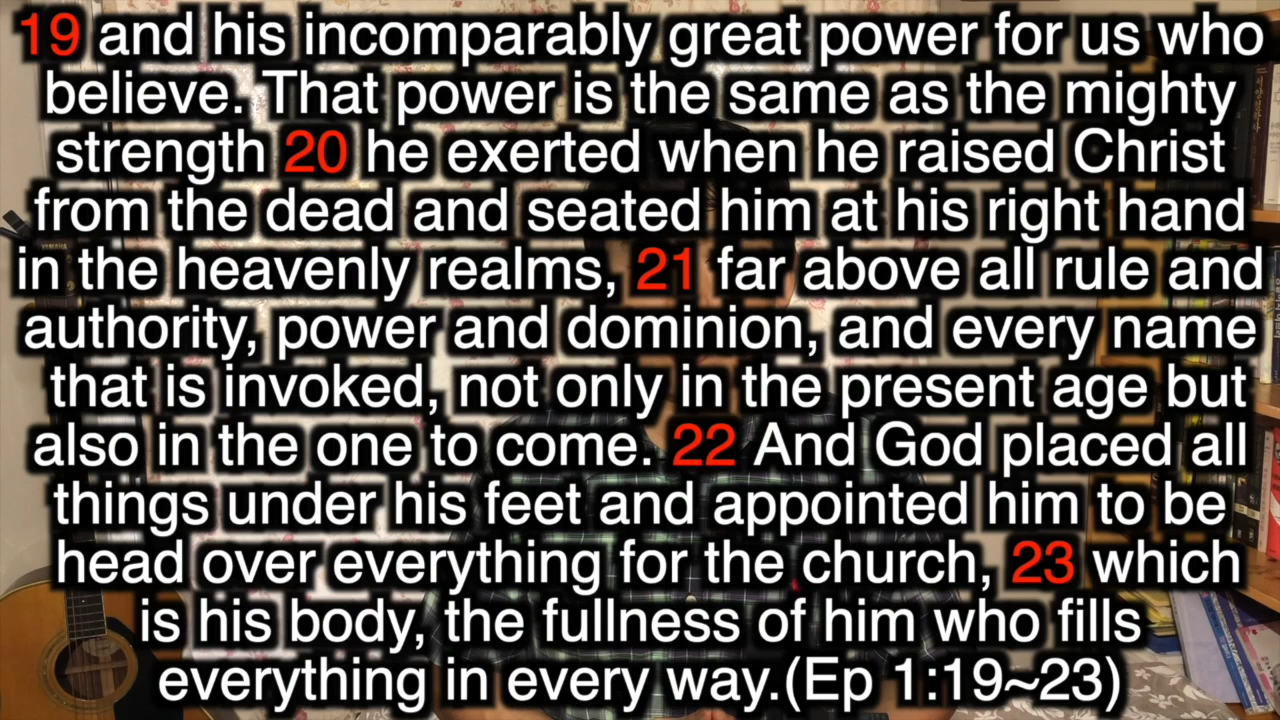 19 and his incomparably great power for us who
believe. That power is the same as the mighty
strength 20 he exerted when he raised Christ
from the dead and seated him at his right hand
in the heavenly realms, 21 far above all rule and
authority, power and dominion, and every name
that is invoked, not only in the present age but
also in the one to come. 22 And God placed all
things under his feet and appointed him to be
head over everything for the church, 23 which
is his body, the fullness of him who fills
everything in every way.(Ep 1:19~23)
YAMAHA